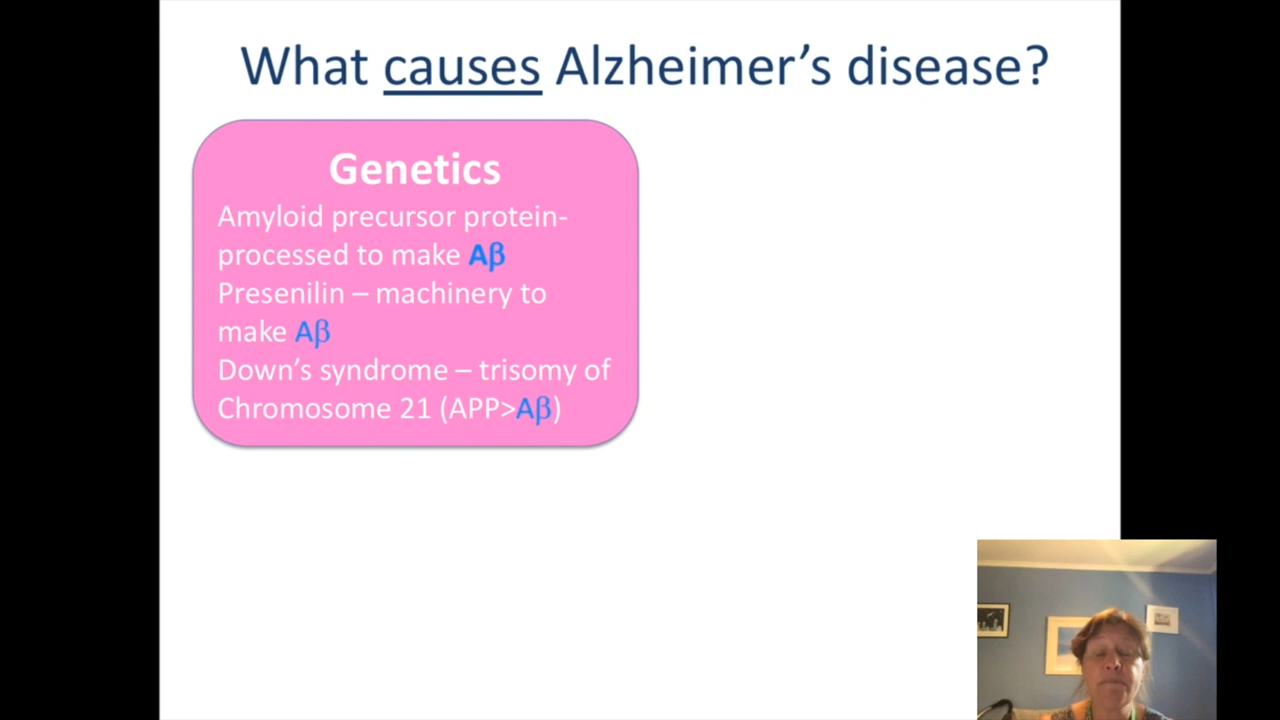 What causes Alzheimer's disease?
Genetics
Amyloid precursor protein-
processed to make Aβ
Presenilin – machinery to
make Aβ
Down's syndrome – trisomy of
Chromosome 21 (APP>Aβ)